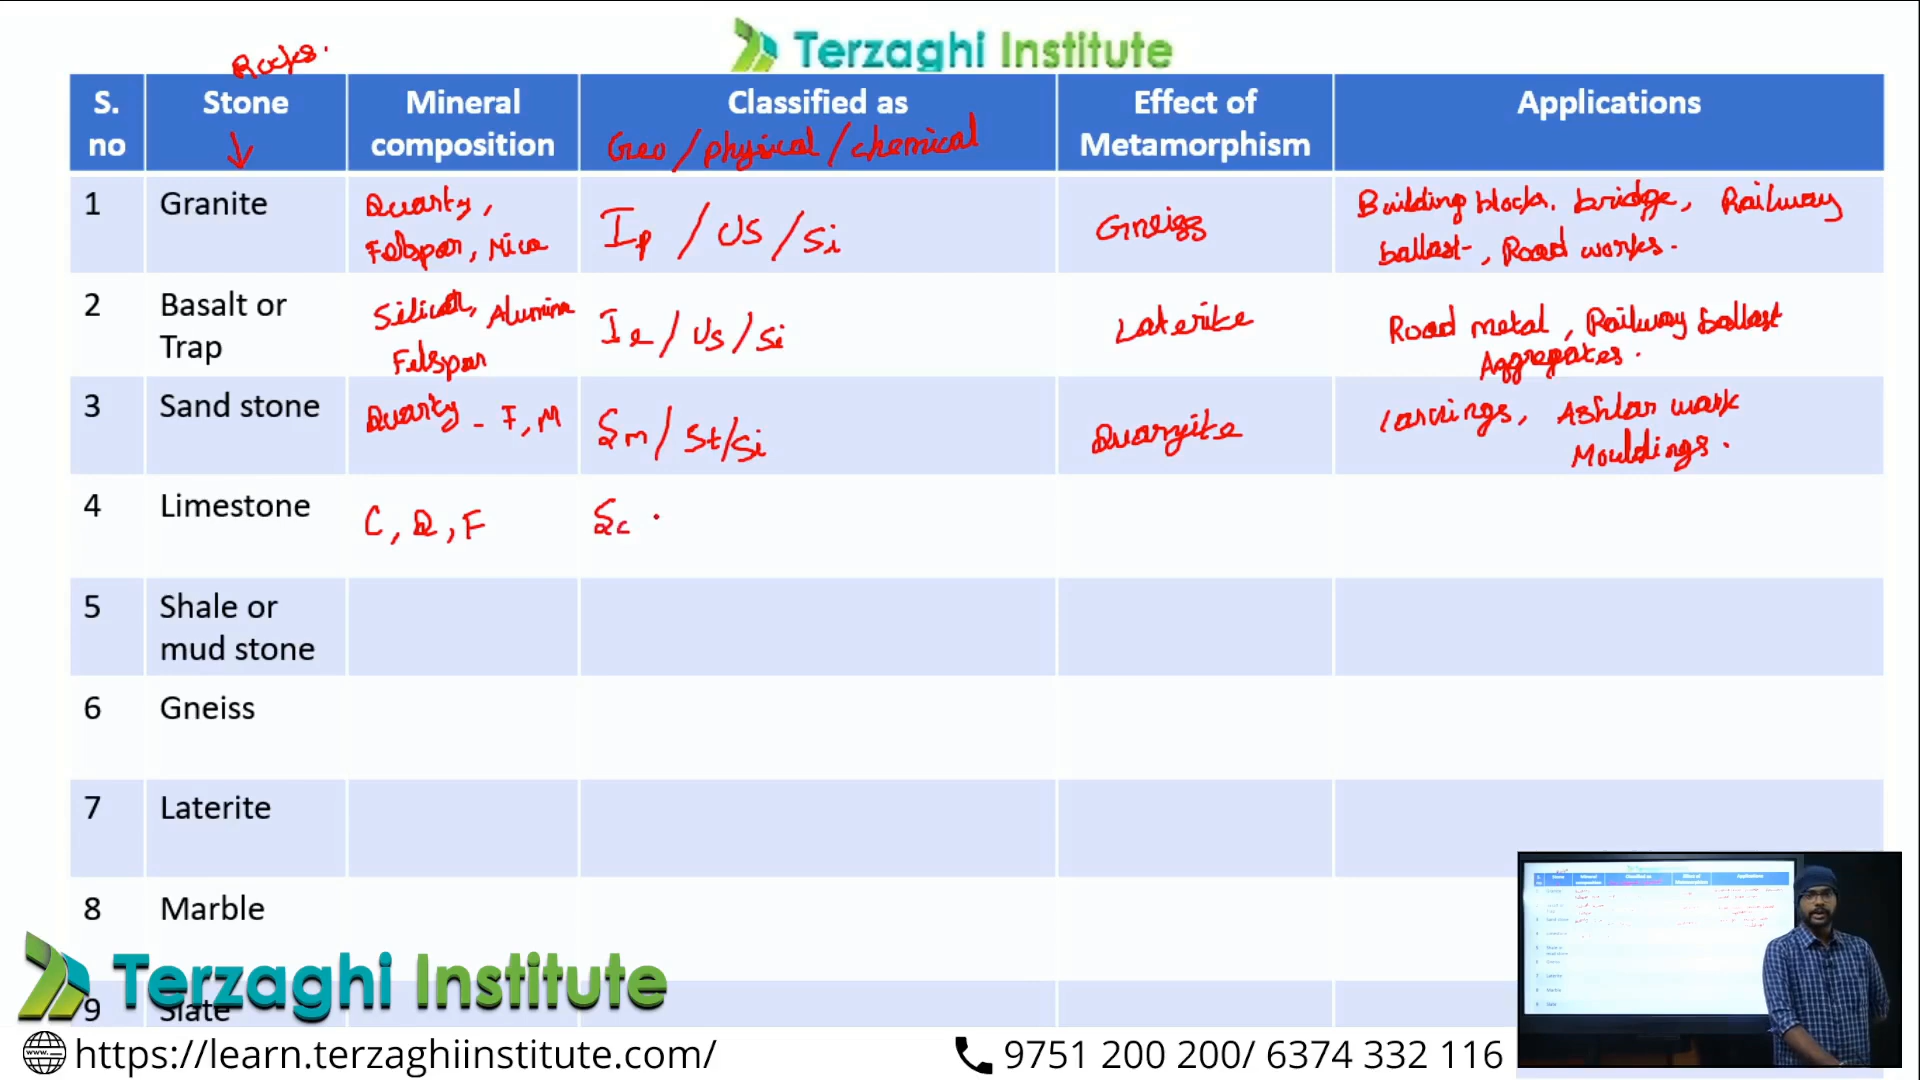 Terzaghi Institute
Rocks.
S. no
Stone
Mineral composition
Classified as
Geo/physical/chemical
Effect of Metamorphism
Applications
1
Granite
Quartz,
Felspar, Mica
Ip / US / Si
Gneiss
Building blocks, bridge, Railway
ballast, Road works.
2
Basalt or
Trap
Alumina
Felspar
Ie / US / Si
Laterite
Road metal, Railway ballast
Aggregates.
3
Sand stone
Quartz - F, M
Sm / St/Si
Carvings, Ashlar work
Mouldings.
4
Limestone
C, Q, F
Sc
5
Shale or
mud stone
6
Gneiss
7
Laterite
8
Marble
9
Slate
Terzaghi Institute
https://learn.terzaghiinstitute.com/
9751 200 200/ 6374 332 116